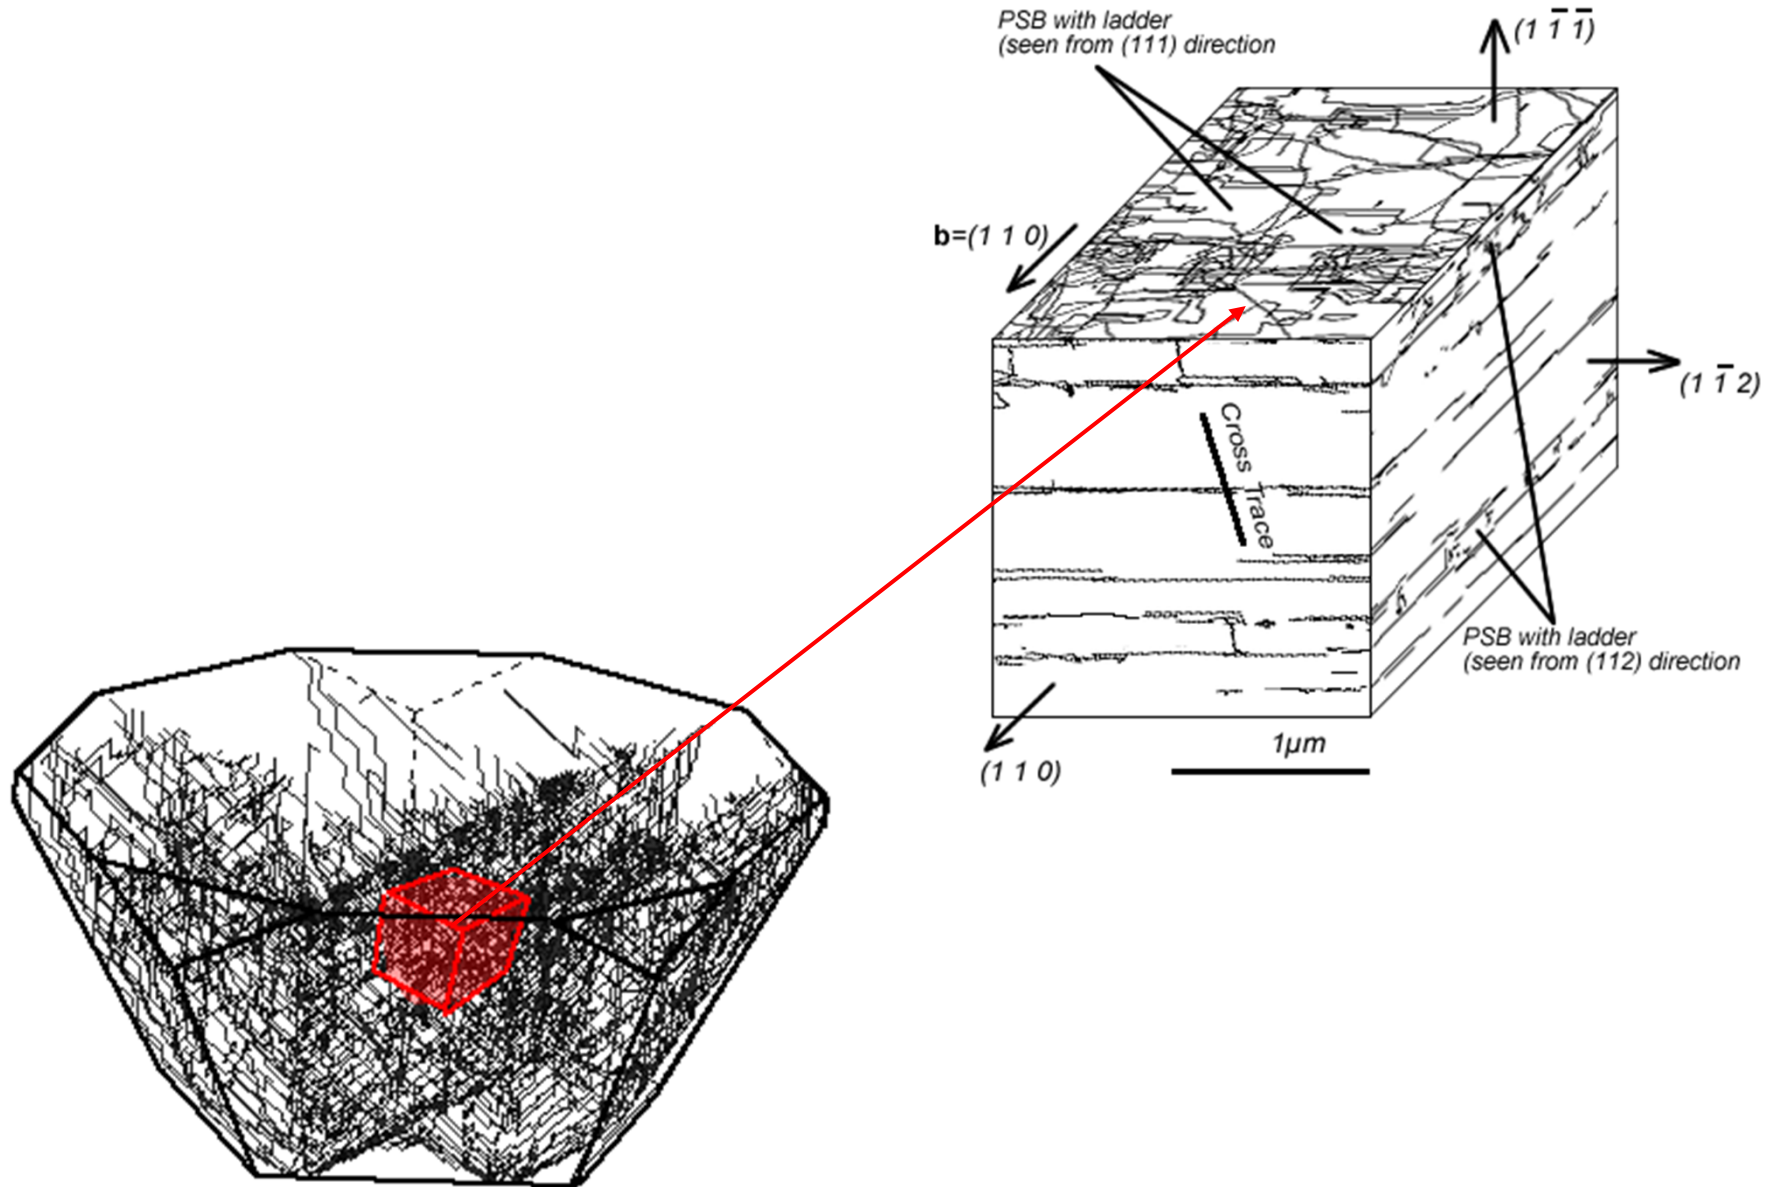 PSB with ladder
(seen from (111) direction
(1 1̅ 1̅)
b=(1 1 0)
Cross Trace
(1 1̅ 2)
PSB with ladder
(seen from (112) direction
1µm
(1 1 0)